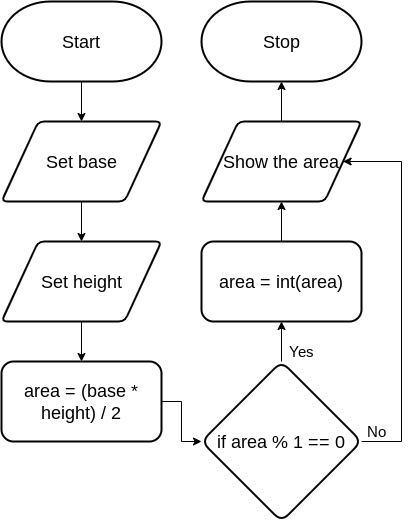 Start
Set base
Set height
area = (base *
height) / 2
if area % 1 == 0
Yes
No
area = int(area)
Show the area
Stop